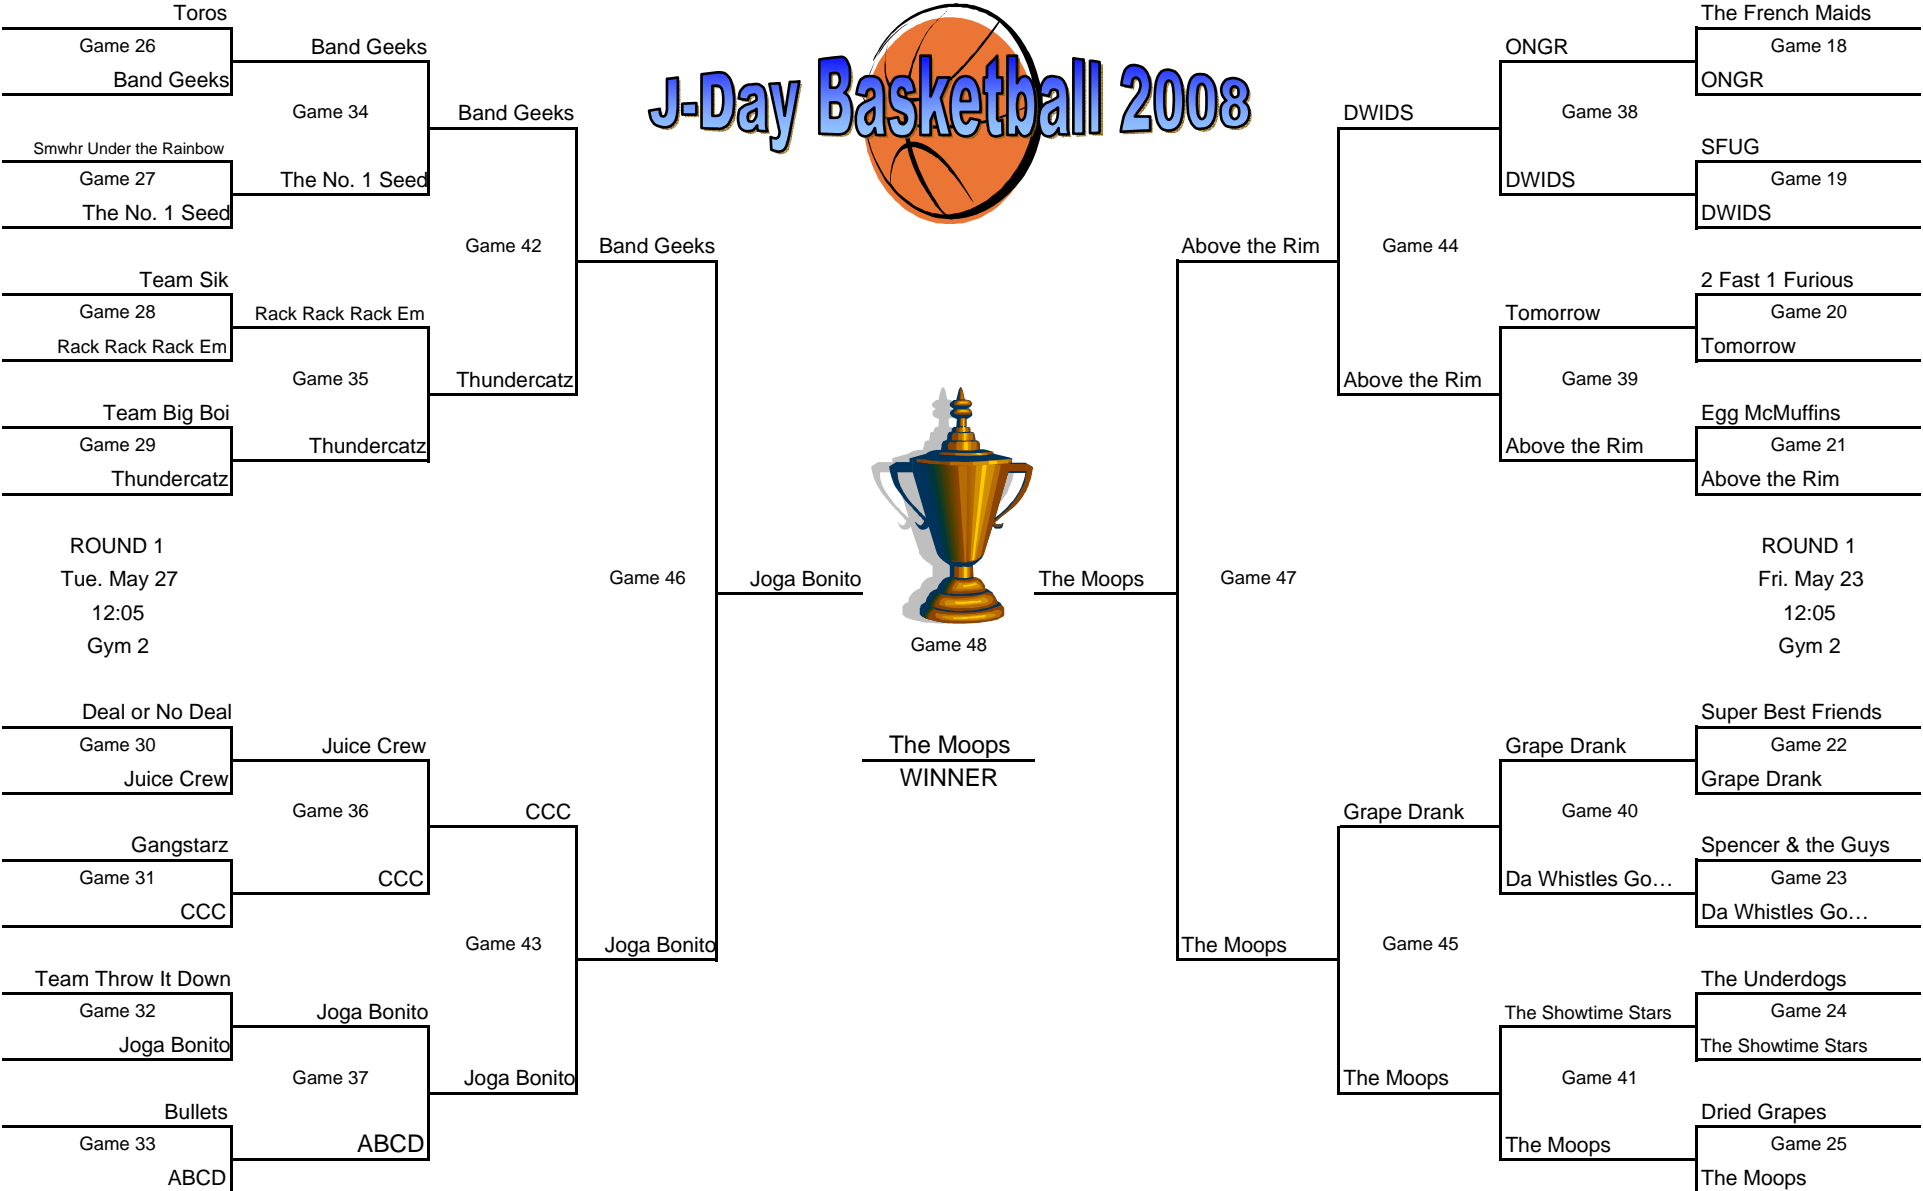 J-Day Basketball 2008
Toros
Game 26
Band Geeks
Smwhr Under the Rainbow
Game 27
The No. 1 Seed
Team Sik
Game 28
Rack Rack Rack Em
Team Big Boi
Game 29
Thundercatz
ROUND 1
Tue. May 27
12:05
Gym 2
Deal or No Deal
Game 30
Juice Crew
Gangstarz
Game 31
CCC
Team Throw It Down
Game 32
Joga Bonito
Bullets
Game 33
ABCD
Band Geeks
Game 34
The No. 1 Seed
Rack Rack Rack Em
Game 35
Thundercatz
Juice Crew
Game 36
CCC
Joga Bonito
Game 37
ABCD
Band Geeks
Game 42
Thundercatz
CCC
Game 43
Joga Bonito
Band Geeks
Game 46
Joga Bonito
Joga Bonito
Game 48
The Moops
WINNER
The Moops
Above the Rim
Game 47
The Moops
DWIDS
Game 44
Above the Rim
Grape Drank
Game 45
The Moops
ONGR
Game 38
DWIDS
Tomorrow
Game 39
Above the Rim
Grape Drank
Game 40
Da Whistles Go…
The Showtime Stars
Game 41
The Moops
The French Maids
Game 18
ONGR
SFUG
Game 19
DWIDS
2 Fast 1 Furious
Game 20
Tomorrow
Egg McMuffins
Game 21
Above the Rim
ROUND 1
Fri. May 23
12:05
Gym 2
Super Best Friends
Game 22
Grape Drank
Spencer & the Guys
Game 23
Da Whistles Go…
The Underdogs
Game 24
The Showtime Stars
Dried Grapes
Game 25
The Moops